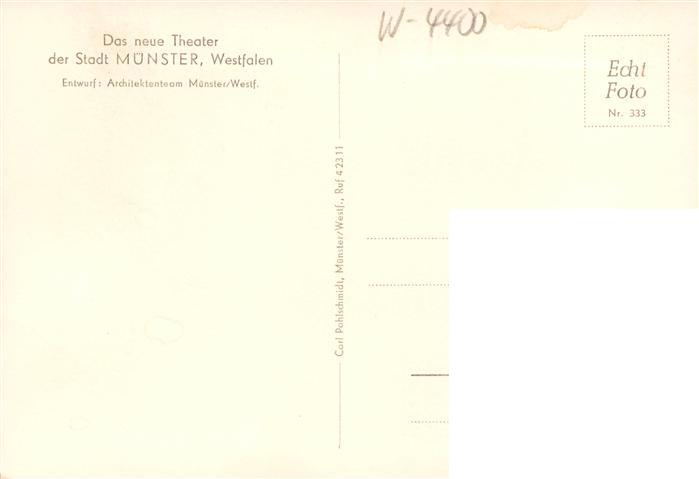 Das neue Theater
der Stadt MÜNSTER, Westfalen
Entwurf: Architektenteam Münster/Westf.
W-4400
Echt
Foto
Nr. 333
Carl Pohlschmidt, Münster/Westf., Ruf 42311